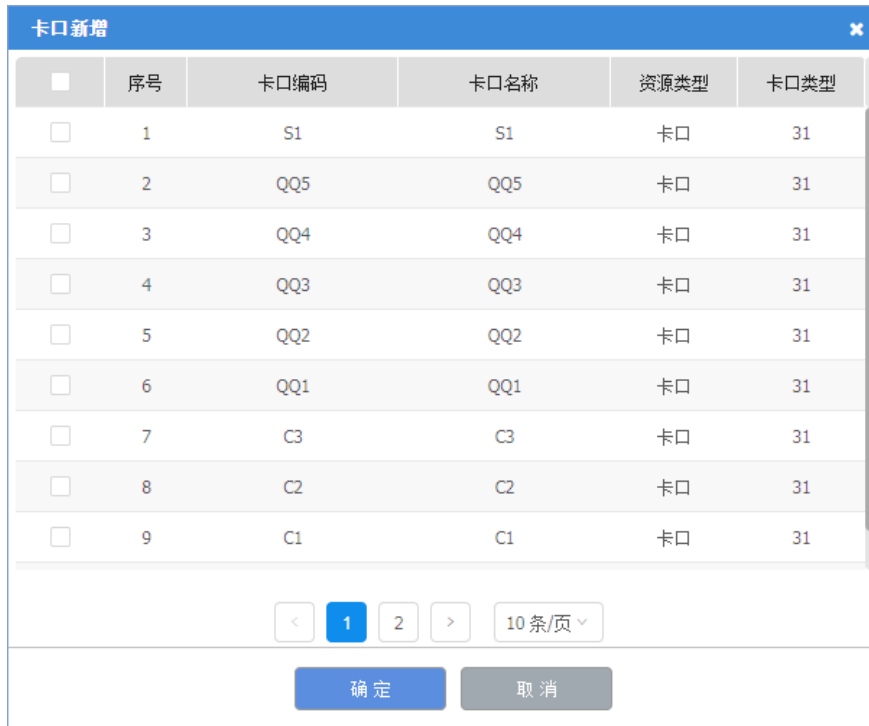 卡口新增
序号 卡口编码 卡口名称 资源类型 卡口类型
1 S1 S1 卡口 31
2 QQ5 QQ5 卡口 31
3 QQ4 QQ4 卡口 31
4 QQ3 QQ3 卡口 31
5 QQ2 QQ2 卡口 31
6 QQ1 QQ1 卡口 31
7 C3 C3 卡口 31
8 C2 C2 卡口 31
9 C1 C1 卡口 31
< 1 2 > 10 条/页
确 定 取 消